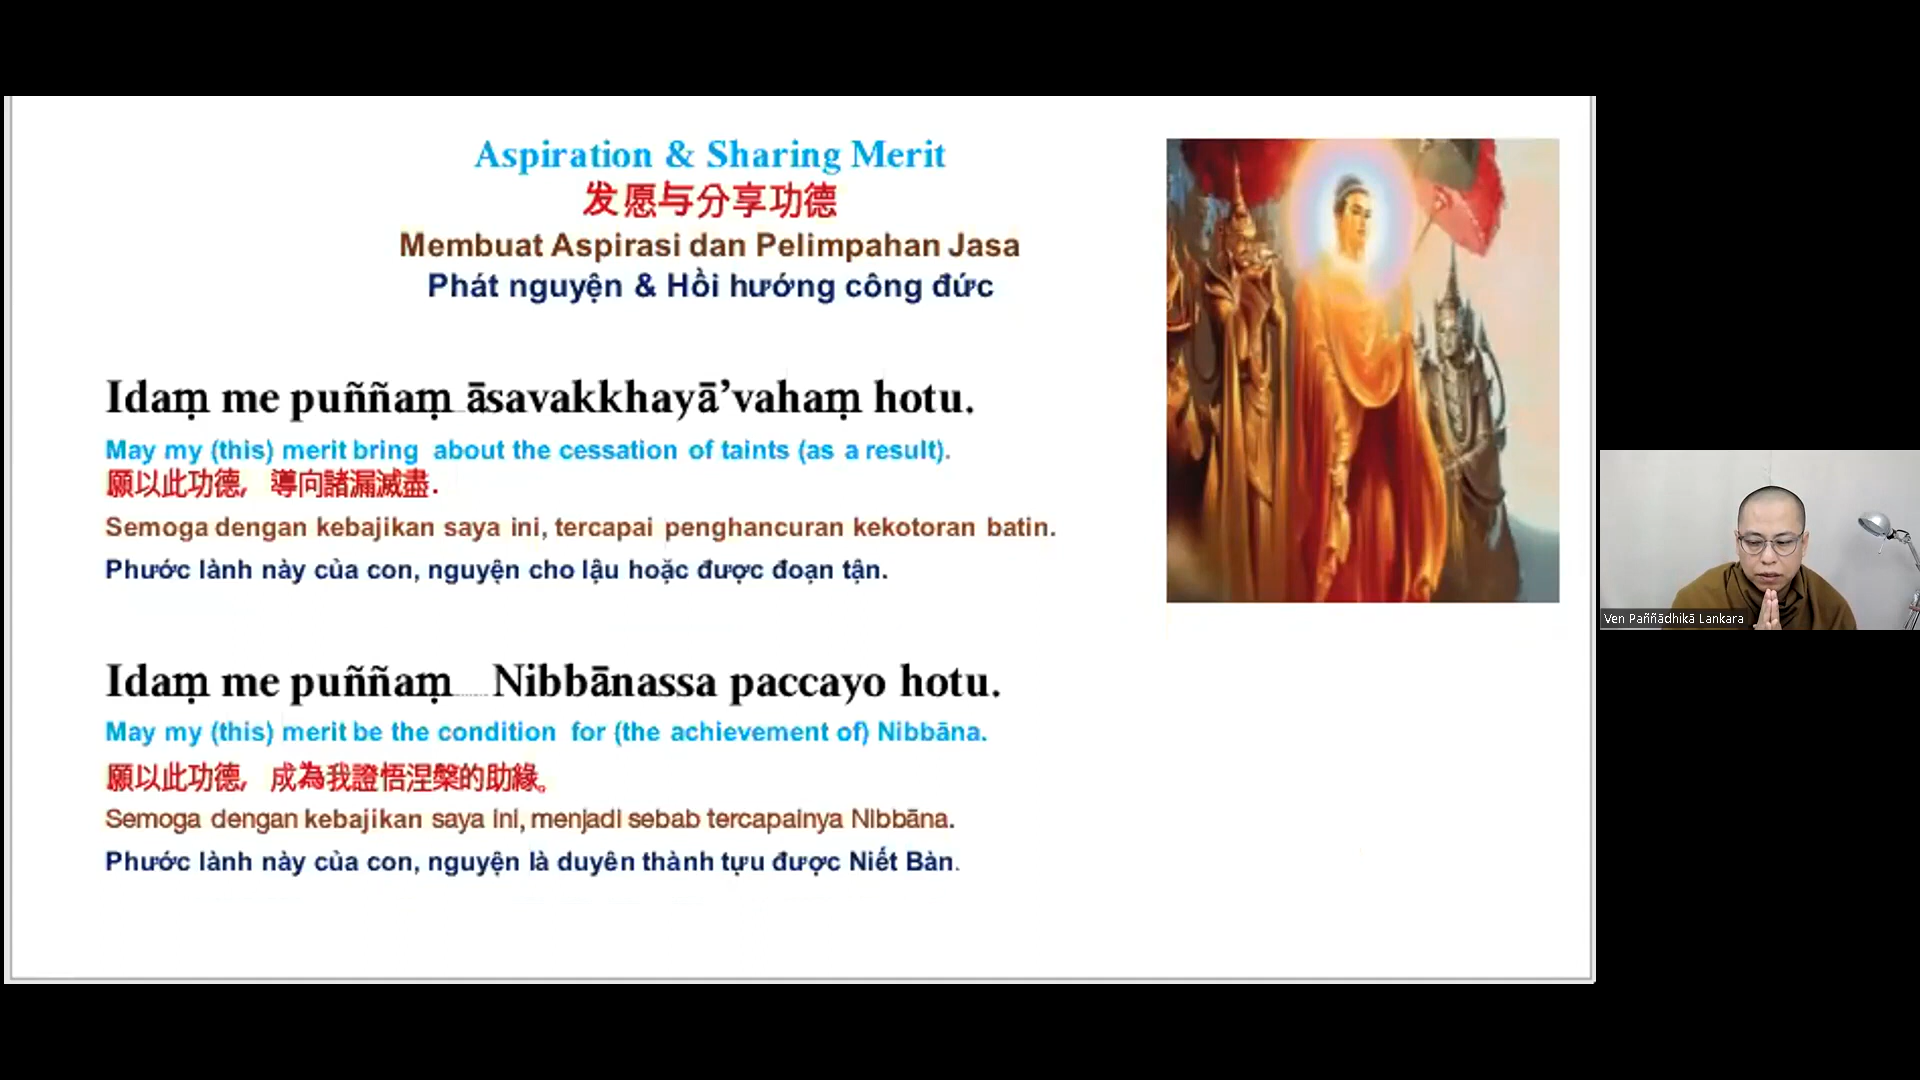 Aspiration & Sharing Merit
发愿与分享功德
Membuat Aspirasi dan Pelimpahan Jasa
Phát nguyện & Hồi hướng công đức
Idaṃ me puññaṃ āsavakkhayā’vahaṃ hotu.
May my (this) merit bring about the cessation of taints (as a result).
願以此功德, 導向諸漏滅盡.
Semoga dengan kebajikan saya ini, tercapai penghancuran kekotoran batin.
Phước lành này của con, nguyện cho lậu hoặc được đoạn tận.
Idaṃ me puññaṃ Nibbānassa paccayo hotu.
May my (this) merit be the condition for (the achievement of) Nibbāna.
願以此功德, 成為我證悟涅槃的助緣。
Semoga dengan kebajikan saya ini, menjadi sebab tercapainya Nibbāna.
Phước lành này của con, nguyện là duyên thành tựu được Niết Bàn.
Ven Paññādhikā Lankara